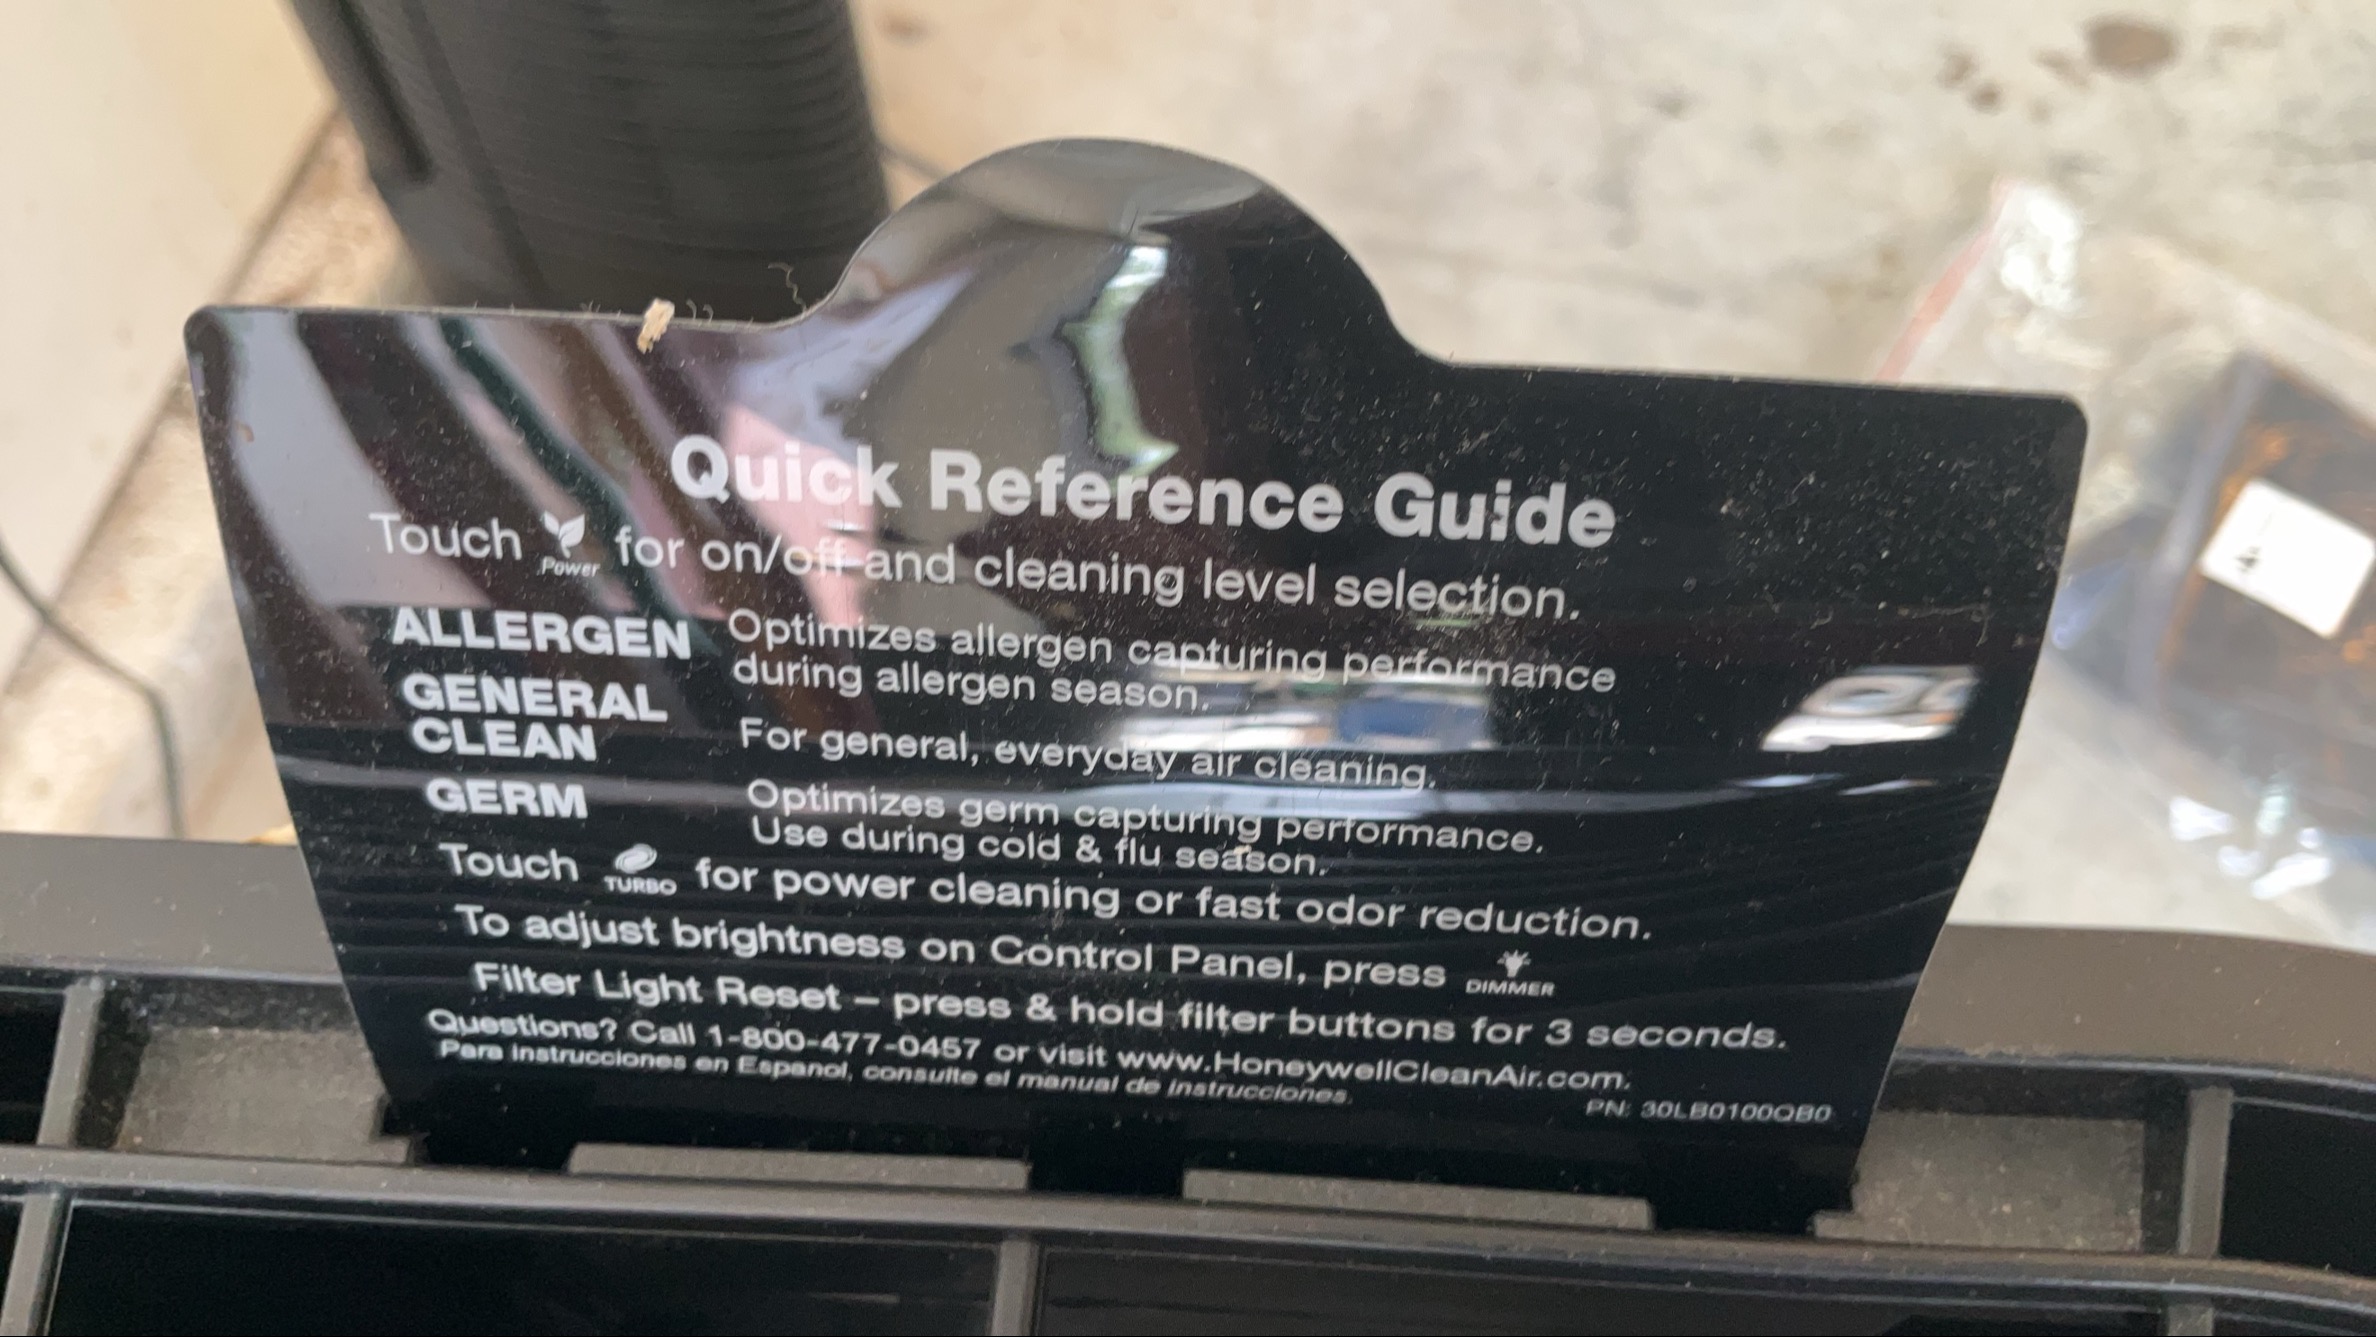 Quick Reference Guide
Touch Power for on/off and cleaning level selection.
ALLERGEN Optimizes allergen capturing performance
during allergen season.
GENERAL
CLEAN For general, everyday air cleaning.
GERM Optimizes germ capturing performance.
Use during cold & flu season.
Touch TURBO for power cleaning or fast odor reduction.
To adjust brightness on Control Panel, press DIMMER
Filter Light Reset – press & hold filter buttons for 3 seconds.
Questions? Call 1-800-477-0457 or visit www.HoneywellCleanAir.com.
Para instrucciones en Espanol, consulte el manual de instrucciones.
PN: 30LB0100QB0